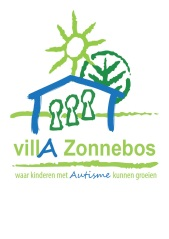 villA Zonnebos
waar kinderen met Autisme kunnen groeien